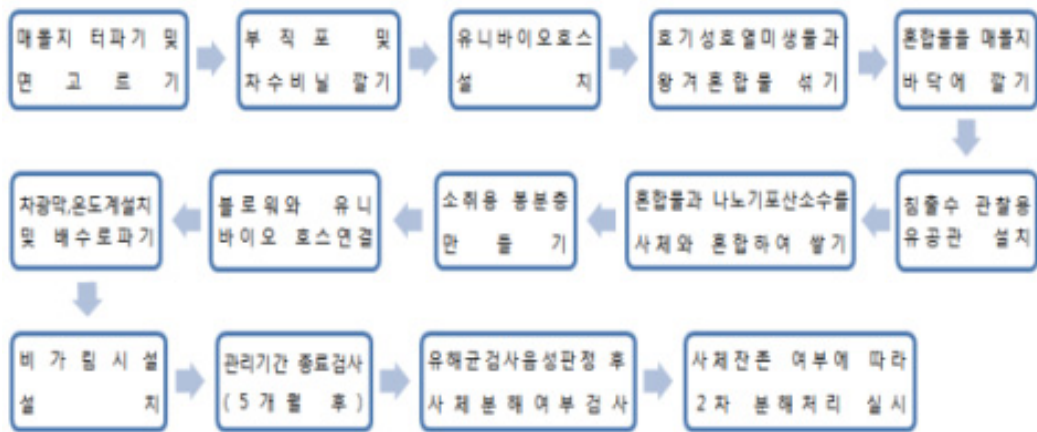 매몰지 터파기 및
면 고 르 기
부 직 포 및
차수비닐 깔기
유니바이오호스
설 치
호기성호열미생물과
왕겨혼합물 섞기
혼합물을 매몰지
바닥에 깔기
침출수 관찰용
유공관 설치
혼합물과 나노기포산소수를
사체와 혼합하여 쌓기
소취용 봉분층
만 들 기
블로워와 유니
바이오 호스연결
차광막,온도계설치
및 배수로파기
비 가 림 시 설
설 치
관리기간 종료검사
(5개월 후)
유해균검사음성판정 후
사체분해여부검사
사체잔존 여부에 따라
2차 분해처리 실시